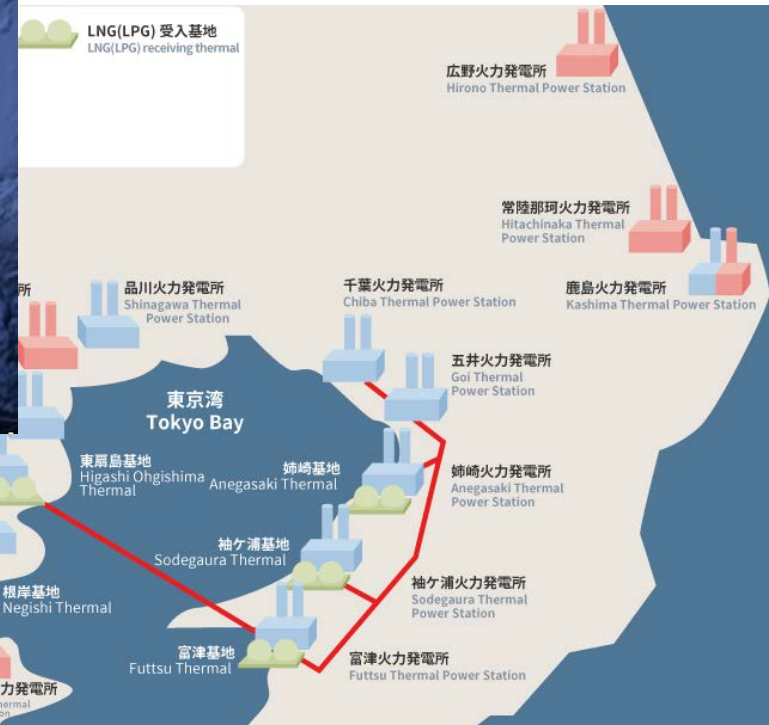 LNG(LPG) 受入基地
LNG(LPG) receiving thermal
広野火力発電所
Hirono Thermal Power Station
常陸那珂火力発電所
Hitachinaka Thermal
Power Station
鹿島火力発電所
Kashima Thermal Power Station
所
品川火力発電所
Shinagawa Thermal
Power Station
千葉火力発電所
Chiba Thermal Power Station
五井火力発電所
Goi Thermal
Power Station
東京湾
Tokyo Bay
東扇島基地
Higashi Ohgishima
Thermal
姉崎基地
Anegasaki Thermal
姉崎火力発電所
Anegasaki Thermal
Power Station
袖ケ浦基地
Sodegaura Thermal
袖ケ浦火力発電所
Sodegaura Thermal
Power Station
根岸基地
Negishi Thermal
富津基地
Futtsu Thermal
富津火力発電所
Futtsu Thermal Power Station
力発電所
hermal
on